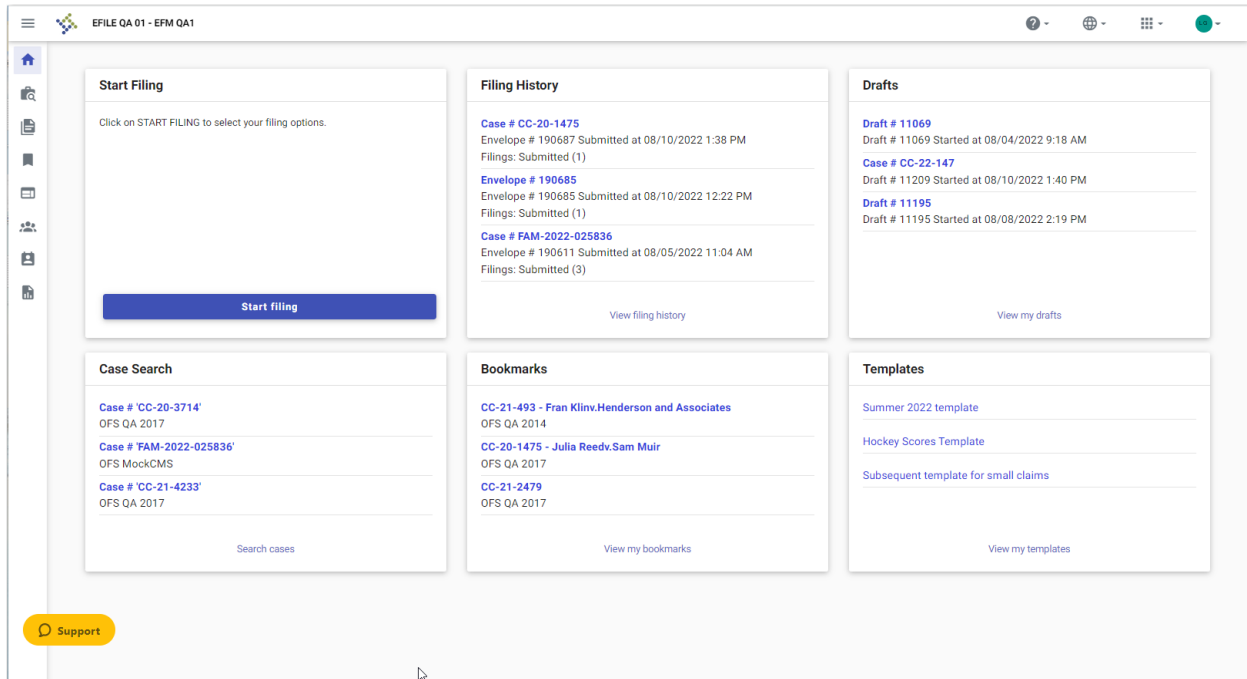 EFILE QA 01 - EFM QA1
Start Filing
Click on START FILING to select your filing options.
Start filing
Filing History
Case # CC-20-1475
Envelope # 190687 Submitted at 08/10/2022 1:38 PM
Filings: Submitted (1)
Envelope # 190685
Envelope # 190685 Submitted at 08/10/2022 12:22 PM
Filings: Submitted (1)
Case # FAM-2022-025836
Envelope # 190611 Submitted at 08/05/2022 11:04 AM
Filings: Submitted (3)
View filing history
Drafts
Draft # 11069
Draft # 11069 Started at 08/04/2022 9:18 AM
Case # CC-22-147
Draft # 11209 Started at 08/10/2022 1:40 PM
Draft # 11195
Draft # 11195 Started at 08/08/2022 2:19 PM
View my drafts
Case Search
Case # 'CC-20-3714'
OFS QA 2017
Case # 'FAM-2022-025836'
OFS MockCMS
Case # 'CC-21-4233'
OFS QA 2017
Search cases
Bookmarks
CC-21-493 - Fran Klinv.Henderson and Associates
OFS QA 2014
CC-20-1475 - Julia Reedv.Sam Muir
OFS QA 2017
CC-21-2479
OFS QA 2017
View my bookmarks
Templates
Summer 2022 template
Hockey Scores Template
Subsequent template for small claims
View my templates
Support